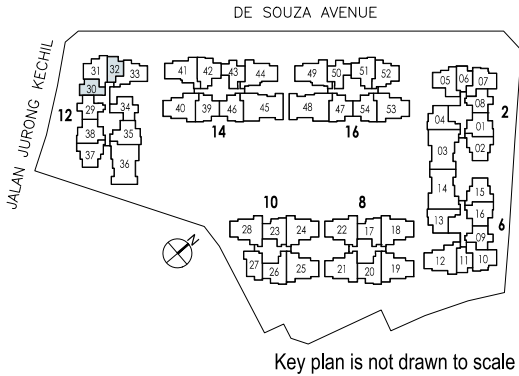 DE SOUZA AVENUE
JALAN JURONG KECHIL
31 32 33
30
29 34
12
38 35
37 36
41 42 43 44
40 39 46 45
14
49 50 51 52
48 47 54 53
16
05 06 07
08
04 01
2
03 02
14 15
13 16
6
09
12 11 10
10
28 23 24
27 26 25
8
22 17 18
21 20 19
N
Key plan is not drawn to scale